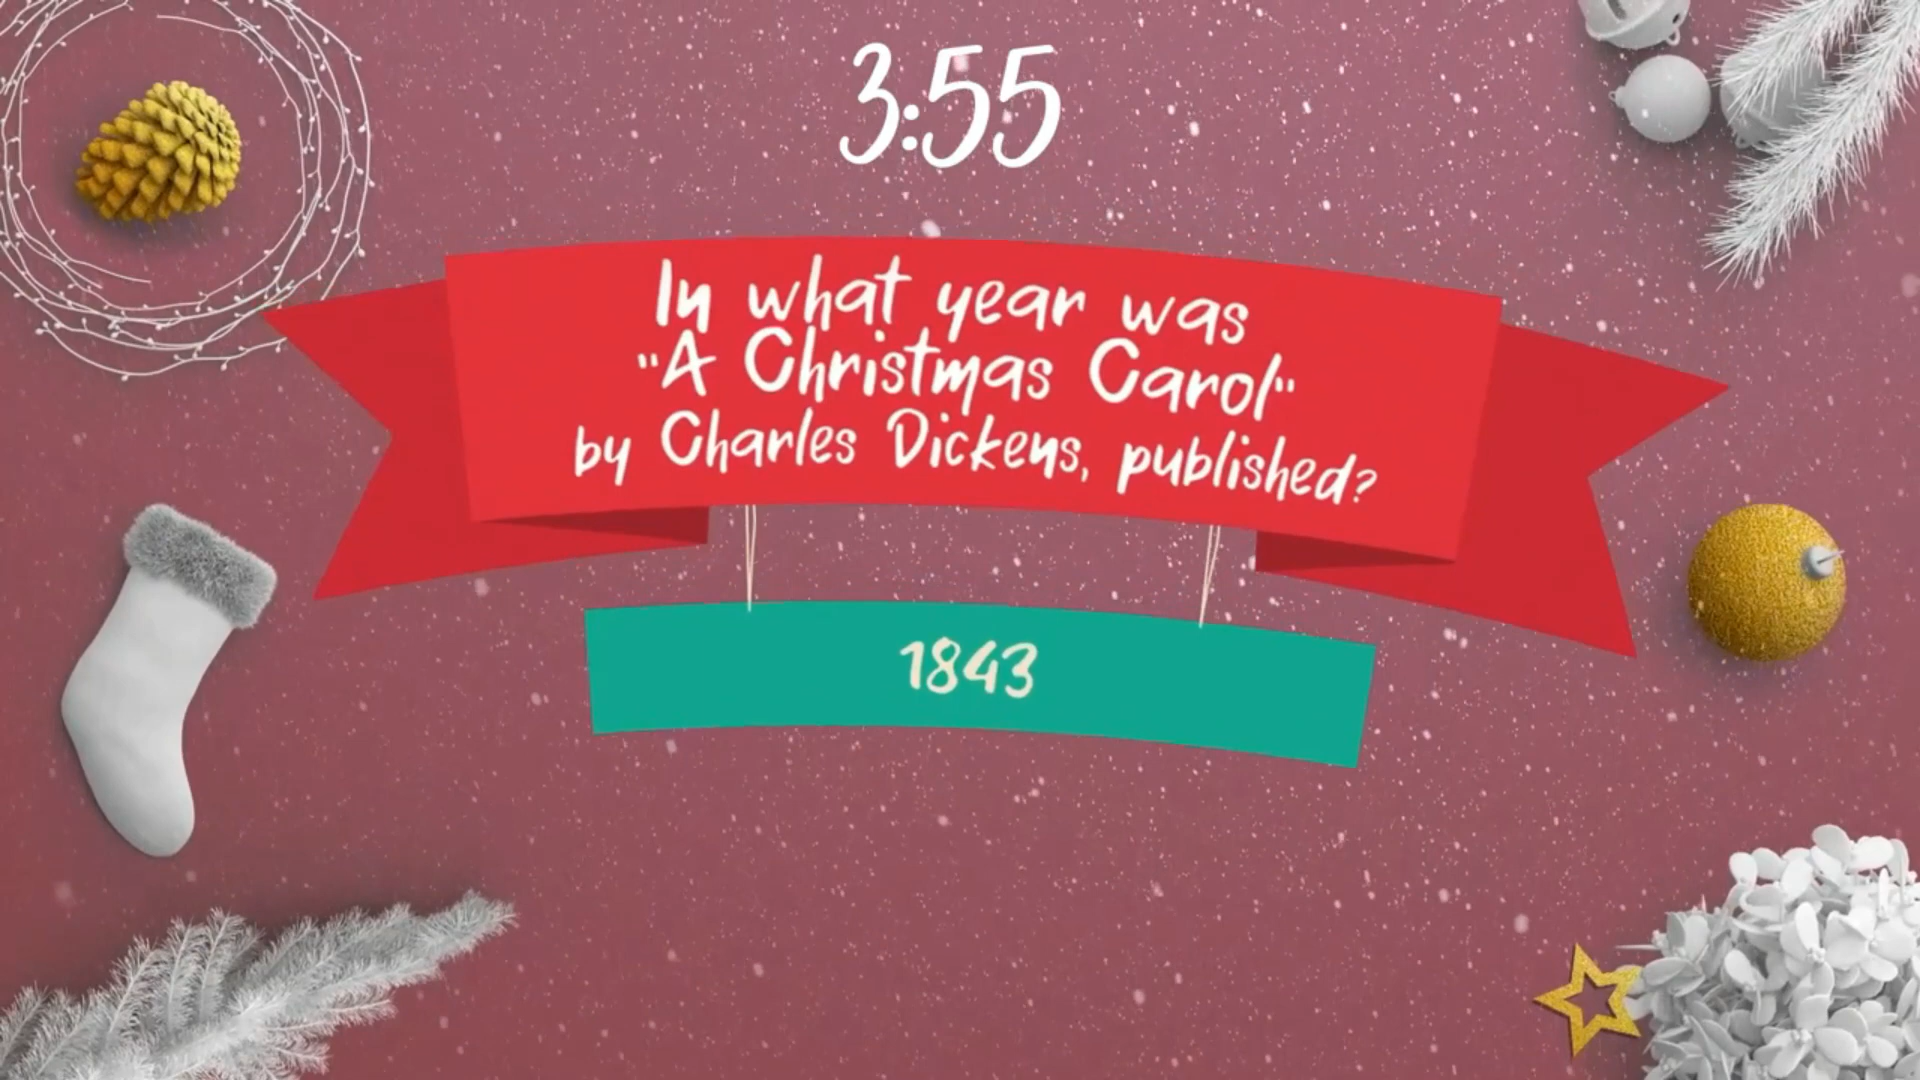 3:55
In what year was
"A Christmas Carol"
by Charles Dickens, published?
1843